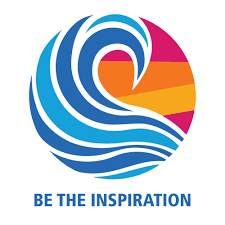 BE THE INSPIRATION